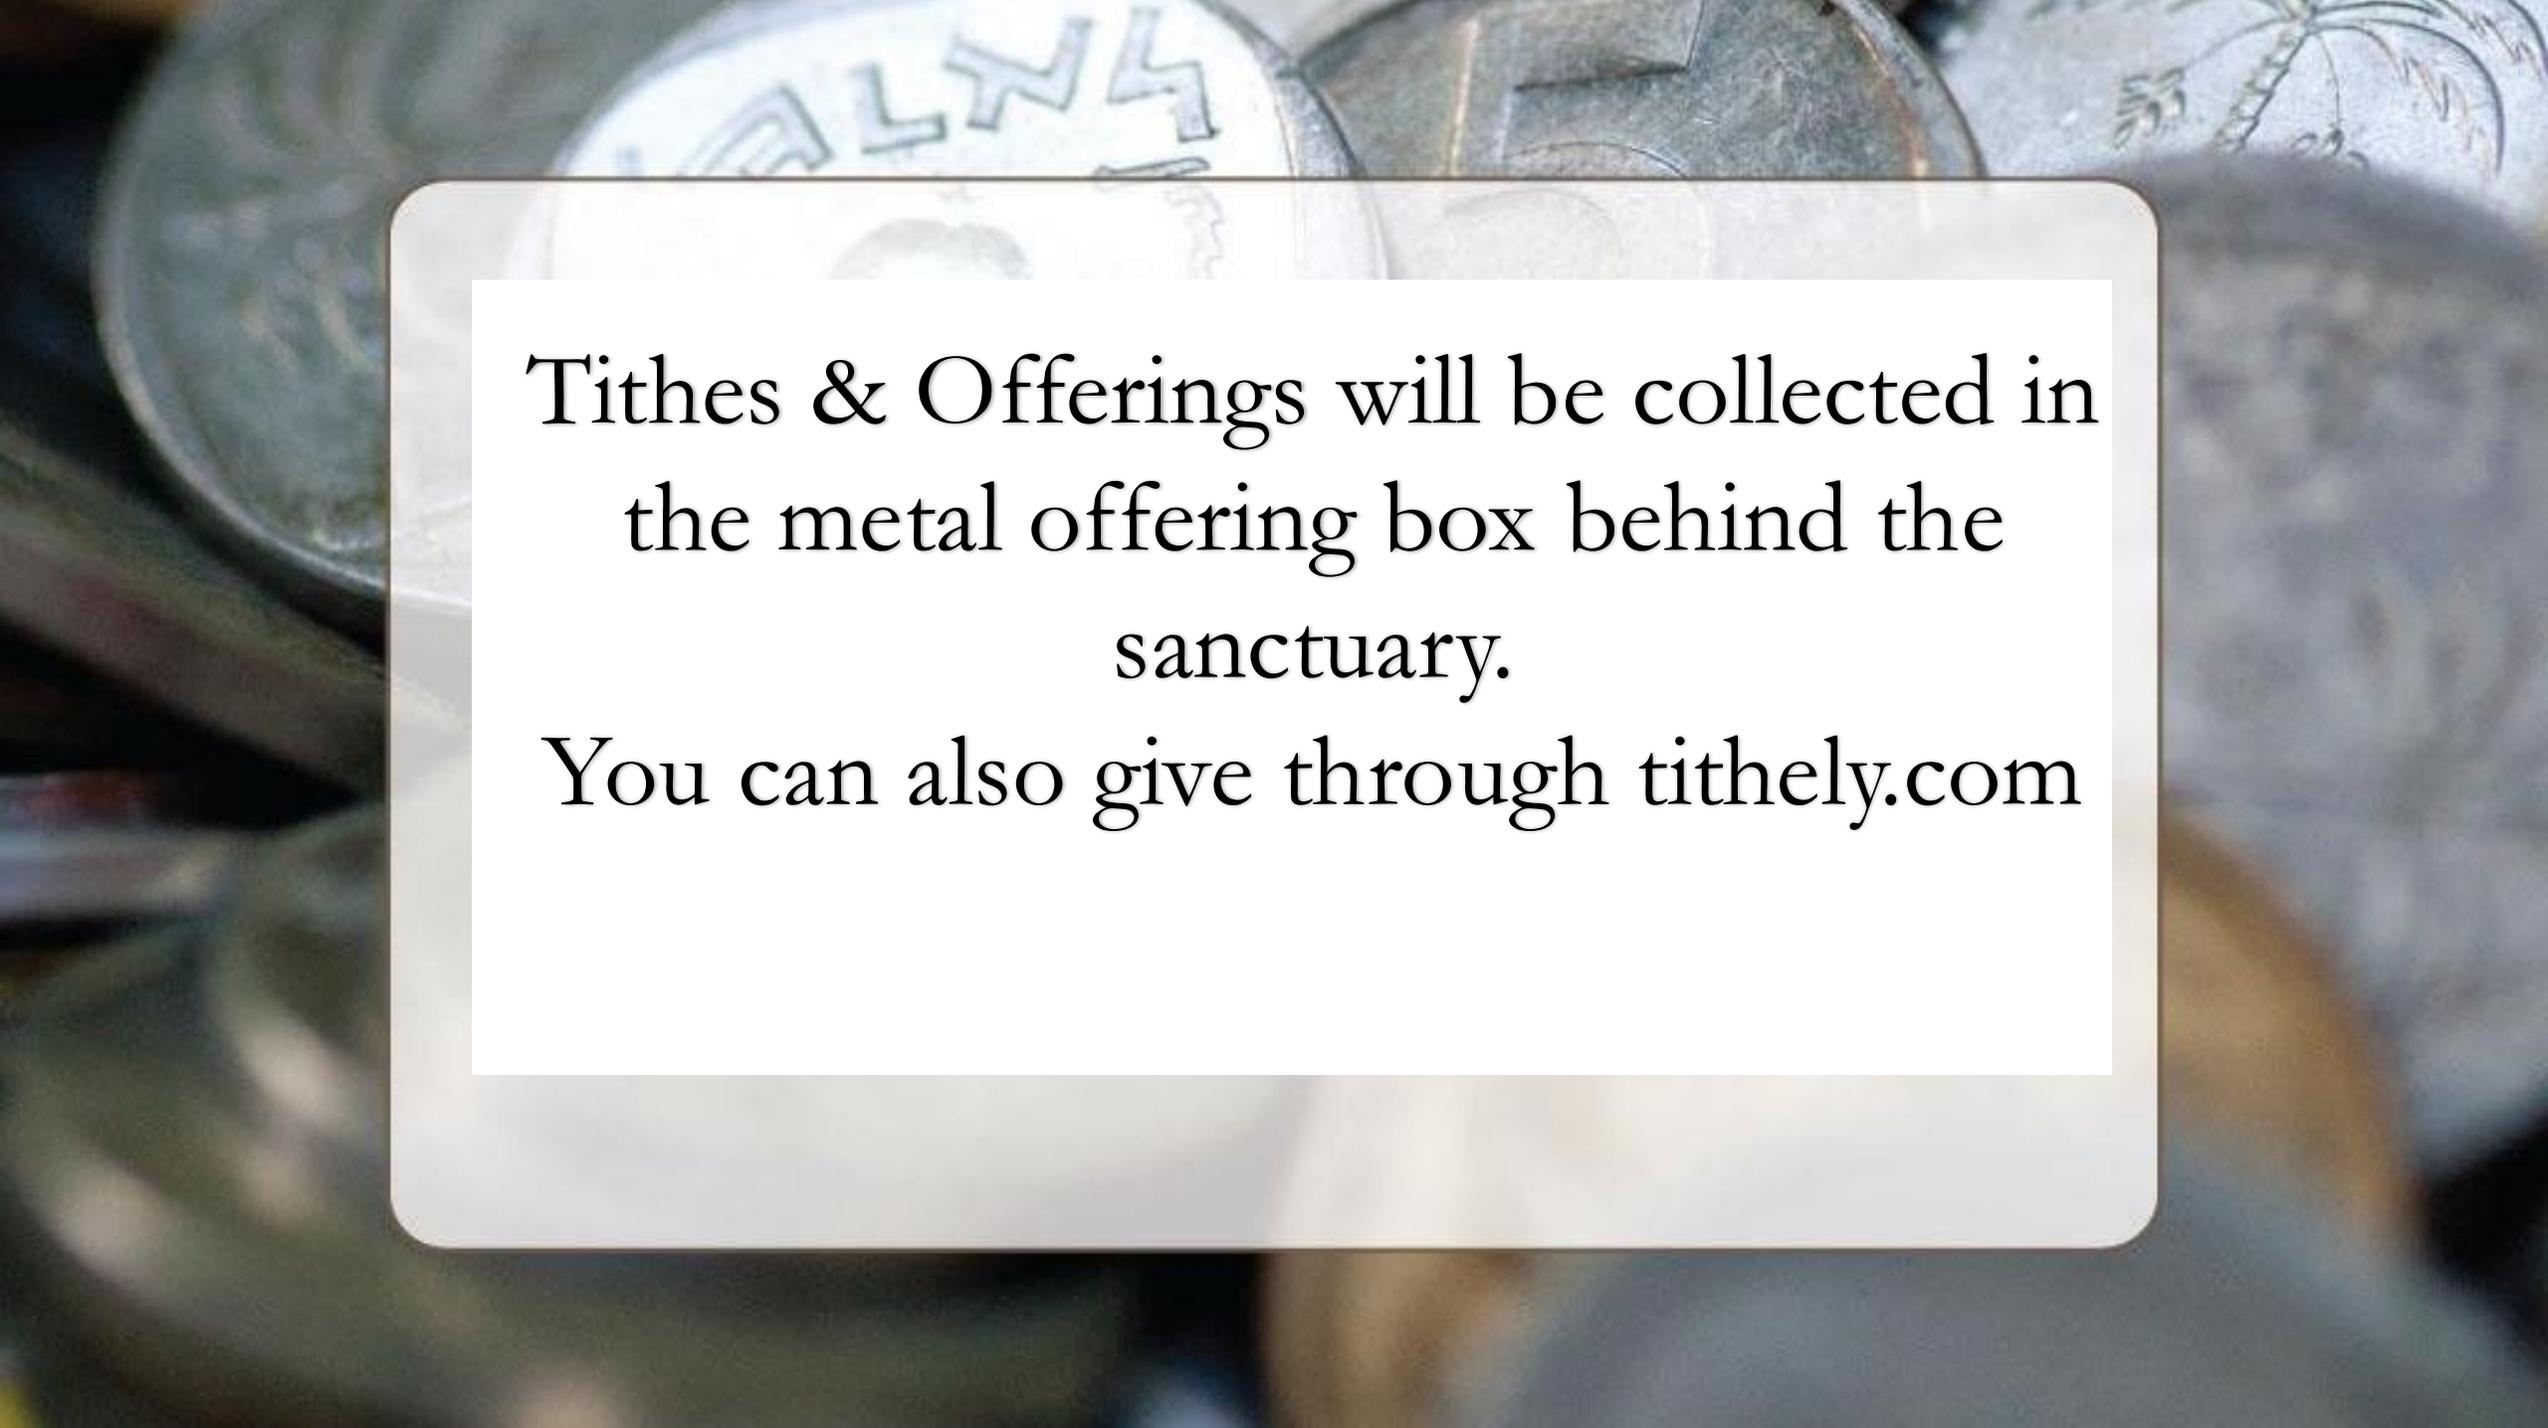 Tithes & Offerings will be collected in
the metal offering box behind the
sanctuary.
You can also give through tithely.com